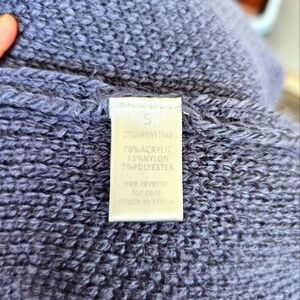 S
78%ACRYLIC
15%NYLON
7%POLYESTER
see reverse
for care
made in china